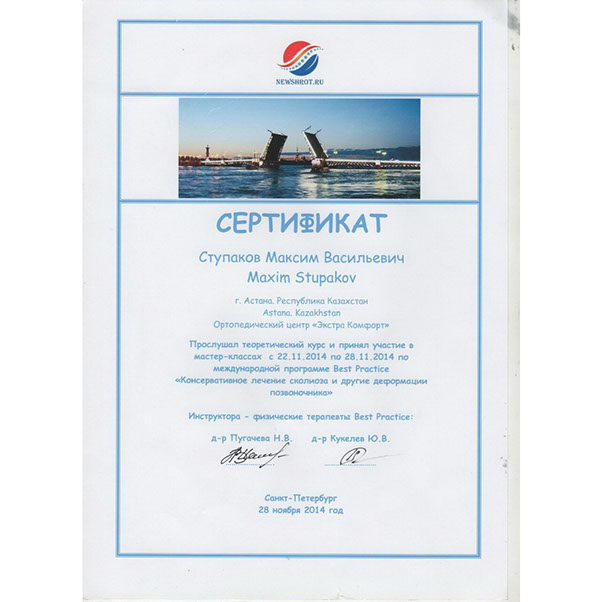 NEWSHROT.RU
СЕРТИФИКАТ
Ступаков Максим Васильевич
Maxim Stupakov
г. Астана. Республика Казахстан
Astana. Kazakhstan
Ортопедический центр «Экстра Комфорт»
Прослушал теоретический курс и принял участие в
мастер-классах с 22.11.2014 по 28.11.2014 по
международной программе Best Practice
«Консервативное лечение сколиоза и другие деформации
позвоночника»
Инструктора - физические терапевты Best Practice:
д-р Пугачева Н.В. д-р Кукелев Ю.В.
Санкт-Петербург
28 ноября 2014 год